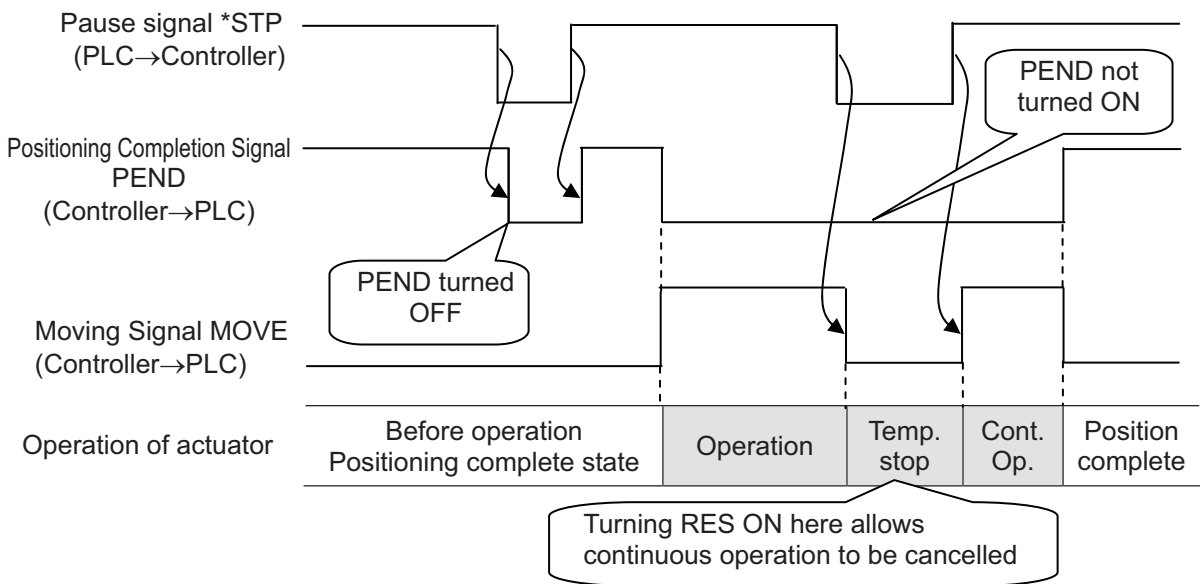 Pause signal *STP
(PLC→Controller)
PEND not
turned ON
Positioning Completion Signal
PEND
(Controller→PLC)
PEND turned
OFF
Moving Signal MOVE
(Controller→PLC)
Operation of actuator
Before operation
Positioning complete state
Operation
Temp.
stop
Cont.
Op.
Position
complete
Turning RES ON here allows
continuous operation to be cancelled